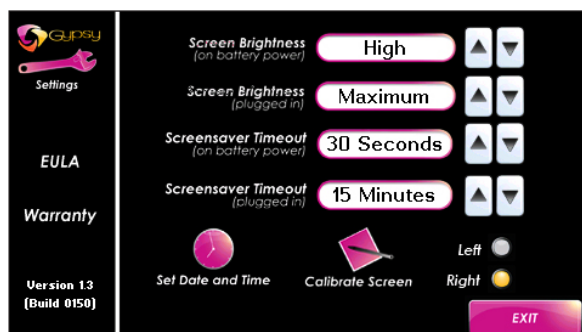 Gypsy
Settings
EULA
Warranty
Version 1.3
(Build 0150)
Screen Brightness
(on battery power)
High
Screen Brightness
(plugged in)
Maximum
Screensaver Timeout
(on battery power)
30 Seconds
Screensaver Timeout
(plugged in)
15 Minutes
Set Date and Time
Calibrate Screen
Left
Right
EXIT